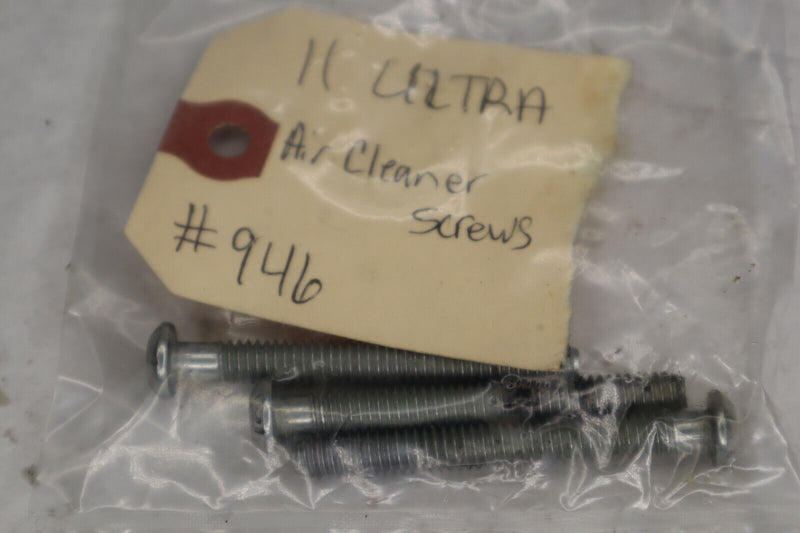 11 ULTRA
Air Cleaner
Screws
#946